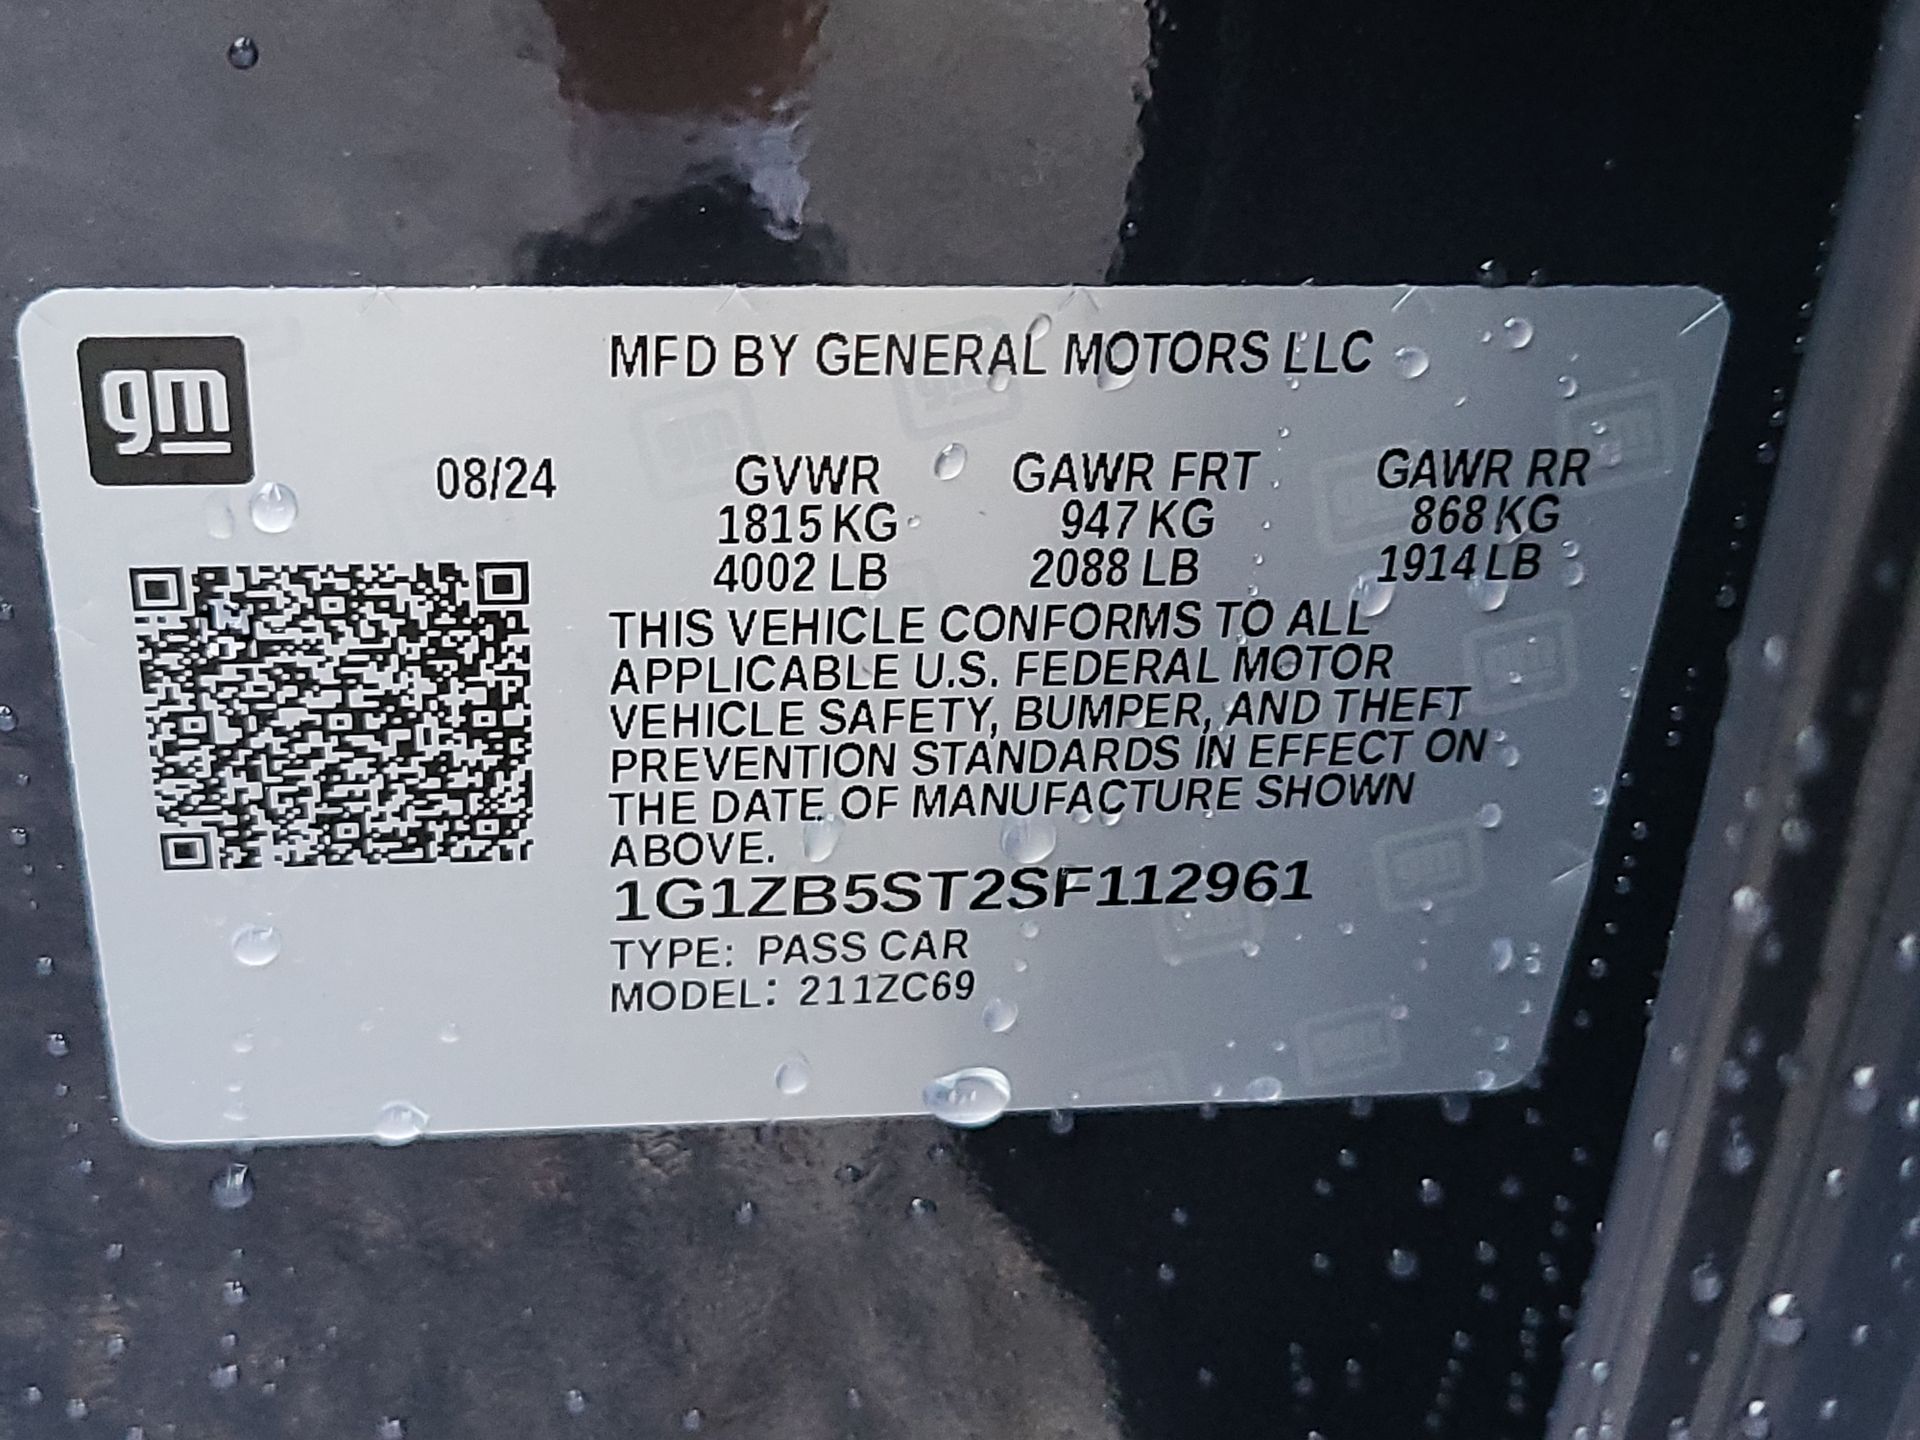 gm
MFD BY GENERAL MOTORS LLC
08/24 GVWR GAWR FRT GAWR RR
1815 KG 947 KG 868 KG
4002 LB 2088 LB 1914 LB
THIS VEHICLE CONFORMS TO ALL
APPLICABLE U.S. FEDERAL MOTOR
VEHICLE SAFETY, BUMPER, AND THEFT
PREVENTION STANDARDS IN EFFECT ON
THE DATE OF MANUFACTURE SHOWN
ABOVE.
1G1ZB5ST2SF112961
TYPE: PASS CAR
MODEL: 211ZC69